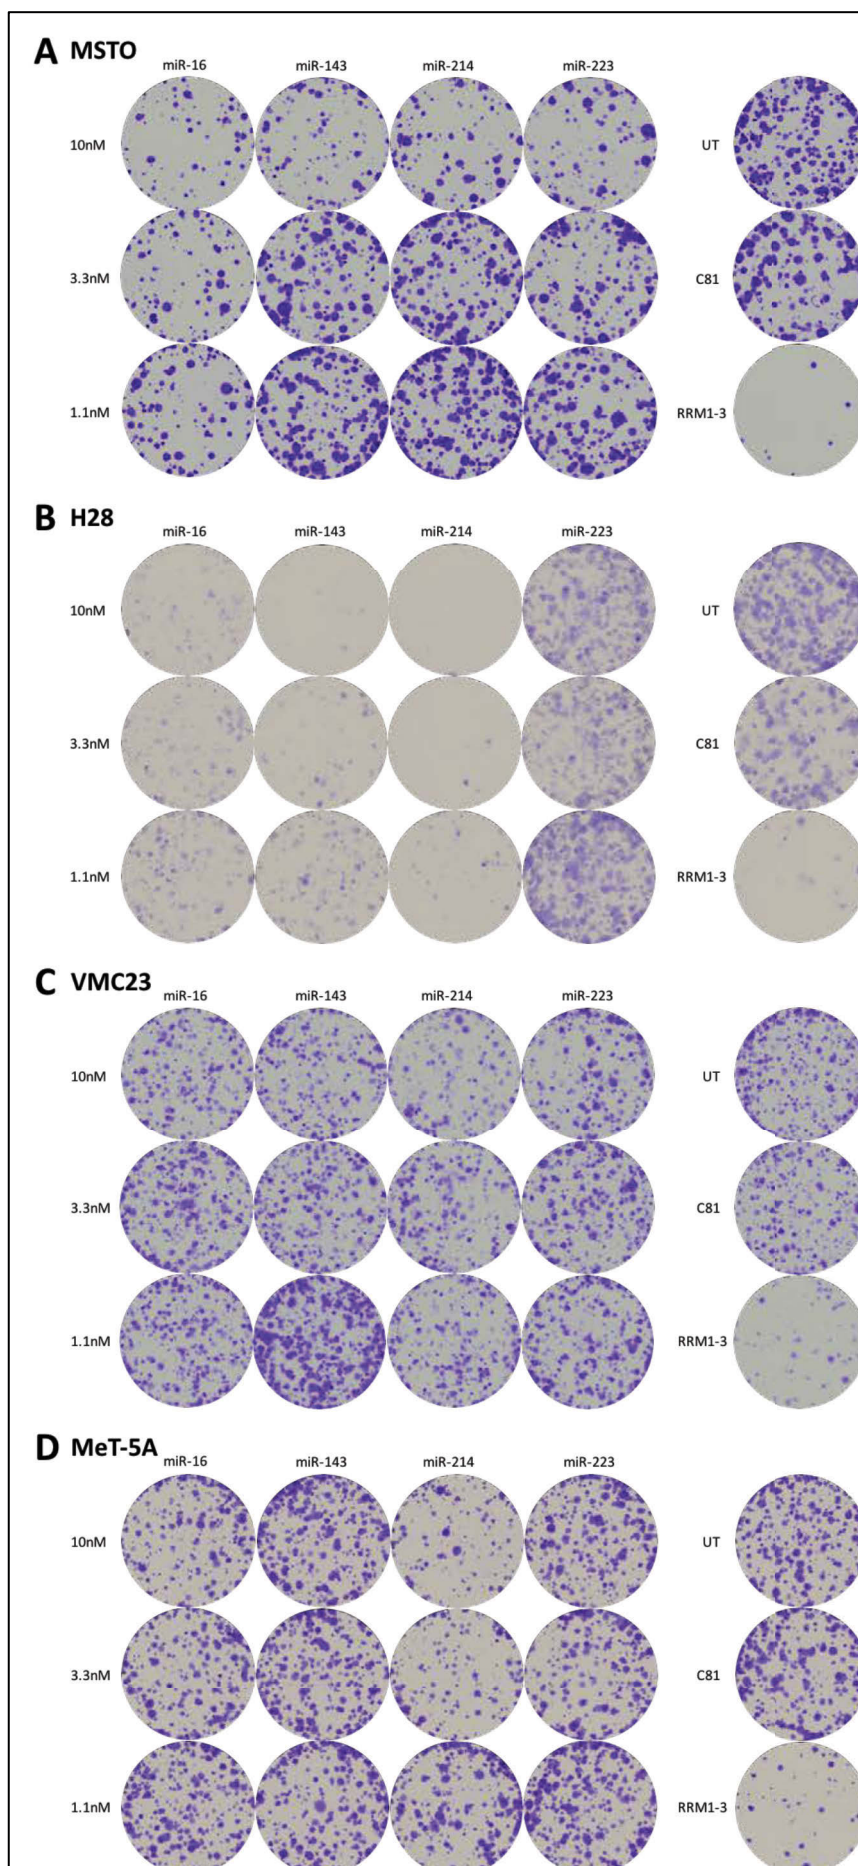 A MSTO
miR-16 miR-143 miR-214 miR-223
10nM UT
3.3nM C81
1.1nM RRM1-3
B H28
miR-16 miR-143 miR-214 miR-223
10nM UT
3.3nM C81
1.1nM RRM1-3
C VMC23
miR-16 miR-143 miR-214 miR-223
10nM UT
3.3nM C81
1.1nM RRM1-3
D MeT-5A
miR-16 miR-143 miR-214 miR-223
10nM UT
3.3nM C81
1.1nM RRM1-3